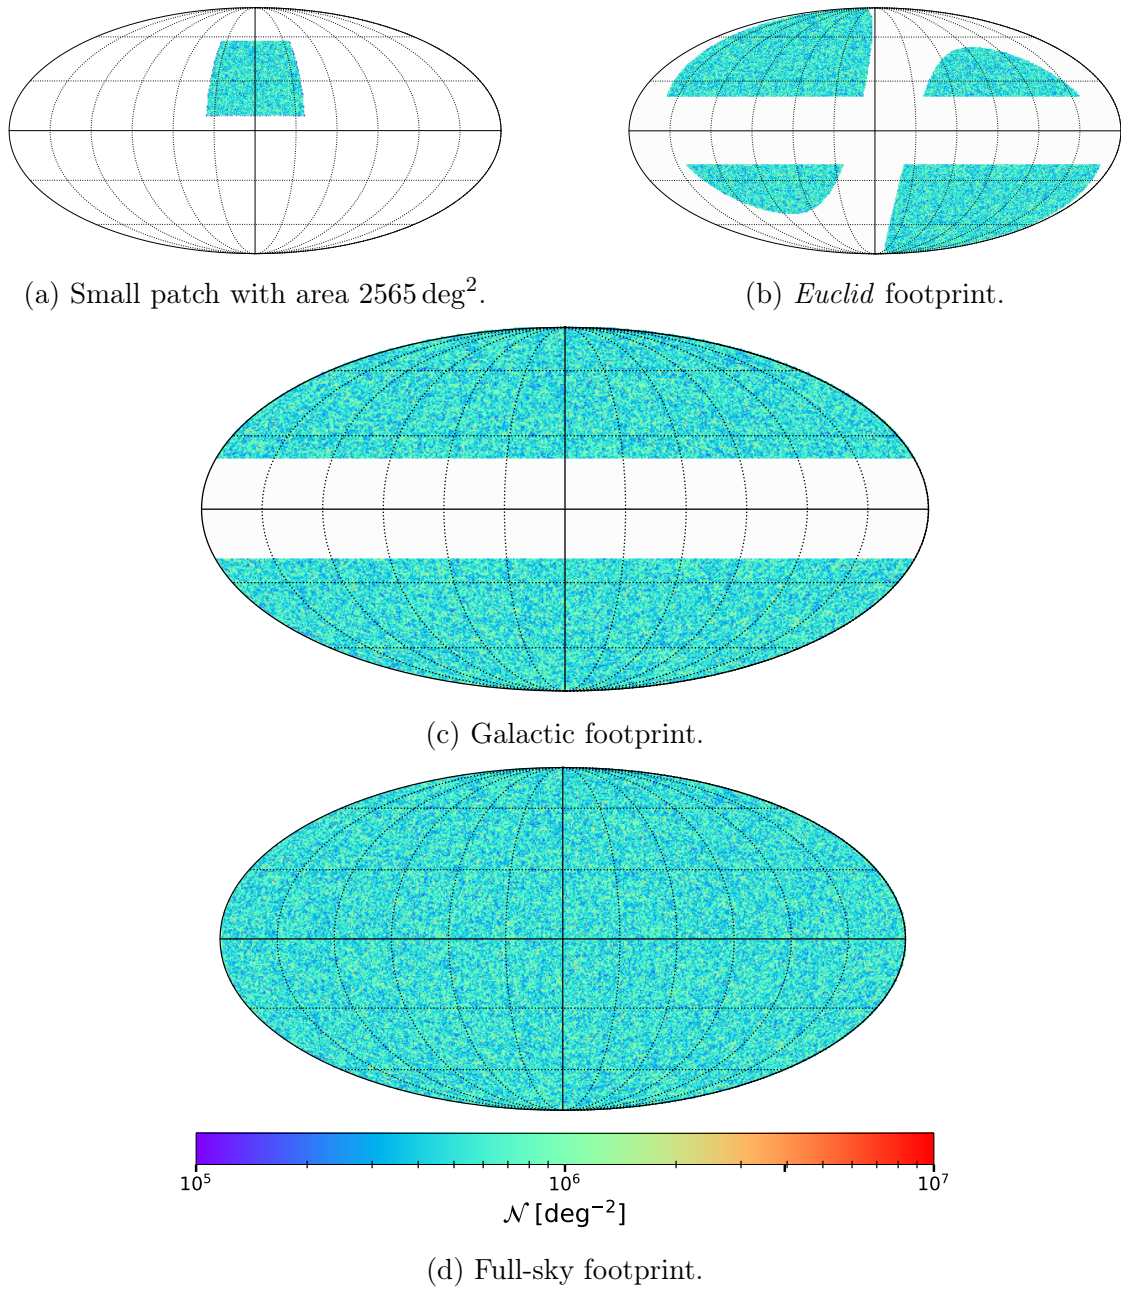 (a) Small patch with area 2565 deg².
(b) Euclid footprint.
(c) Galactic footprint.
10⁵ 10⁶ 10⁷
𝒩 [deg⁻²]
(d) Full-sky footprint.